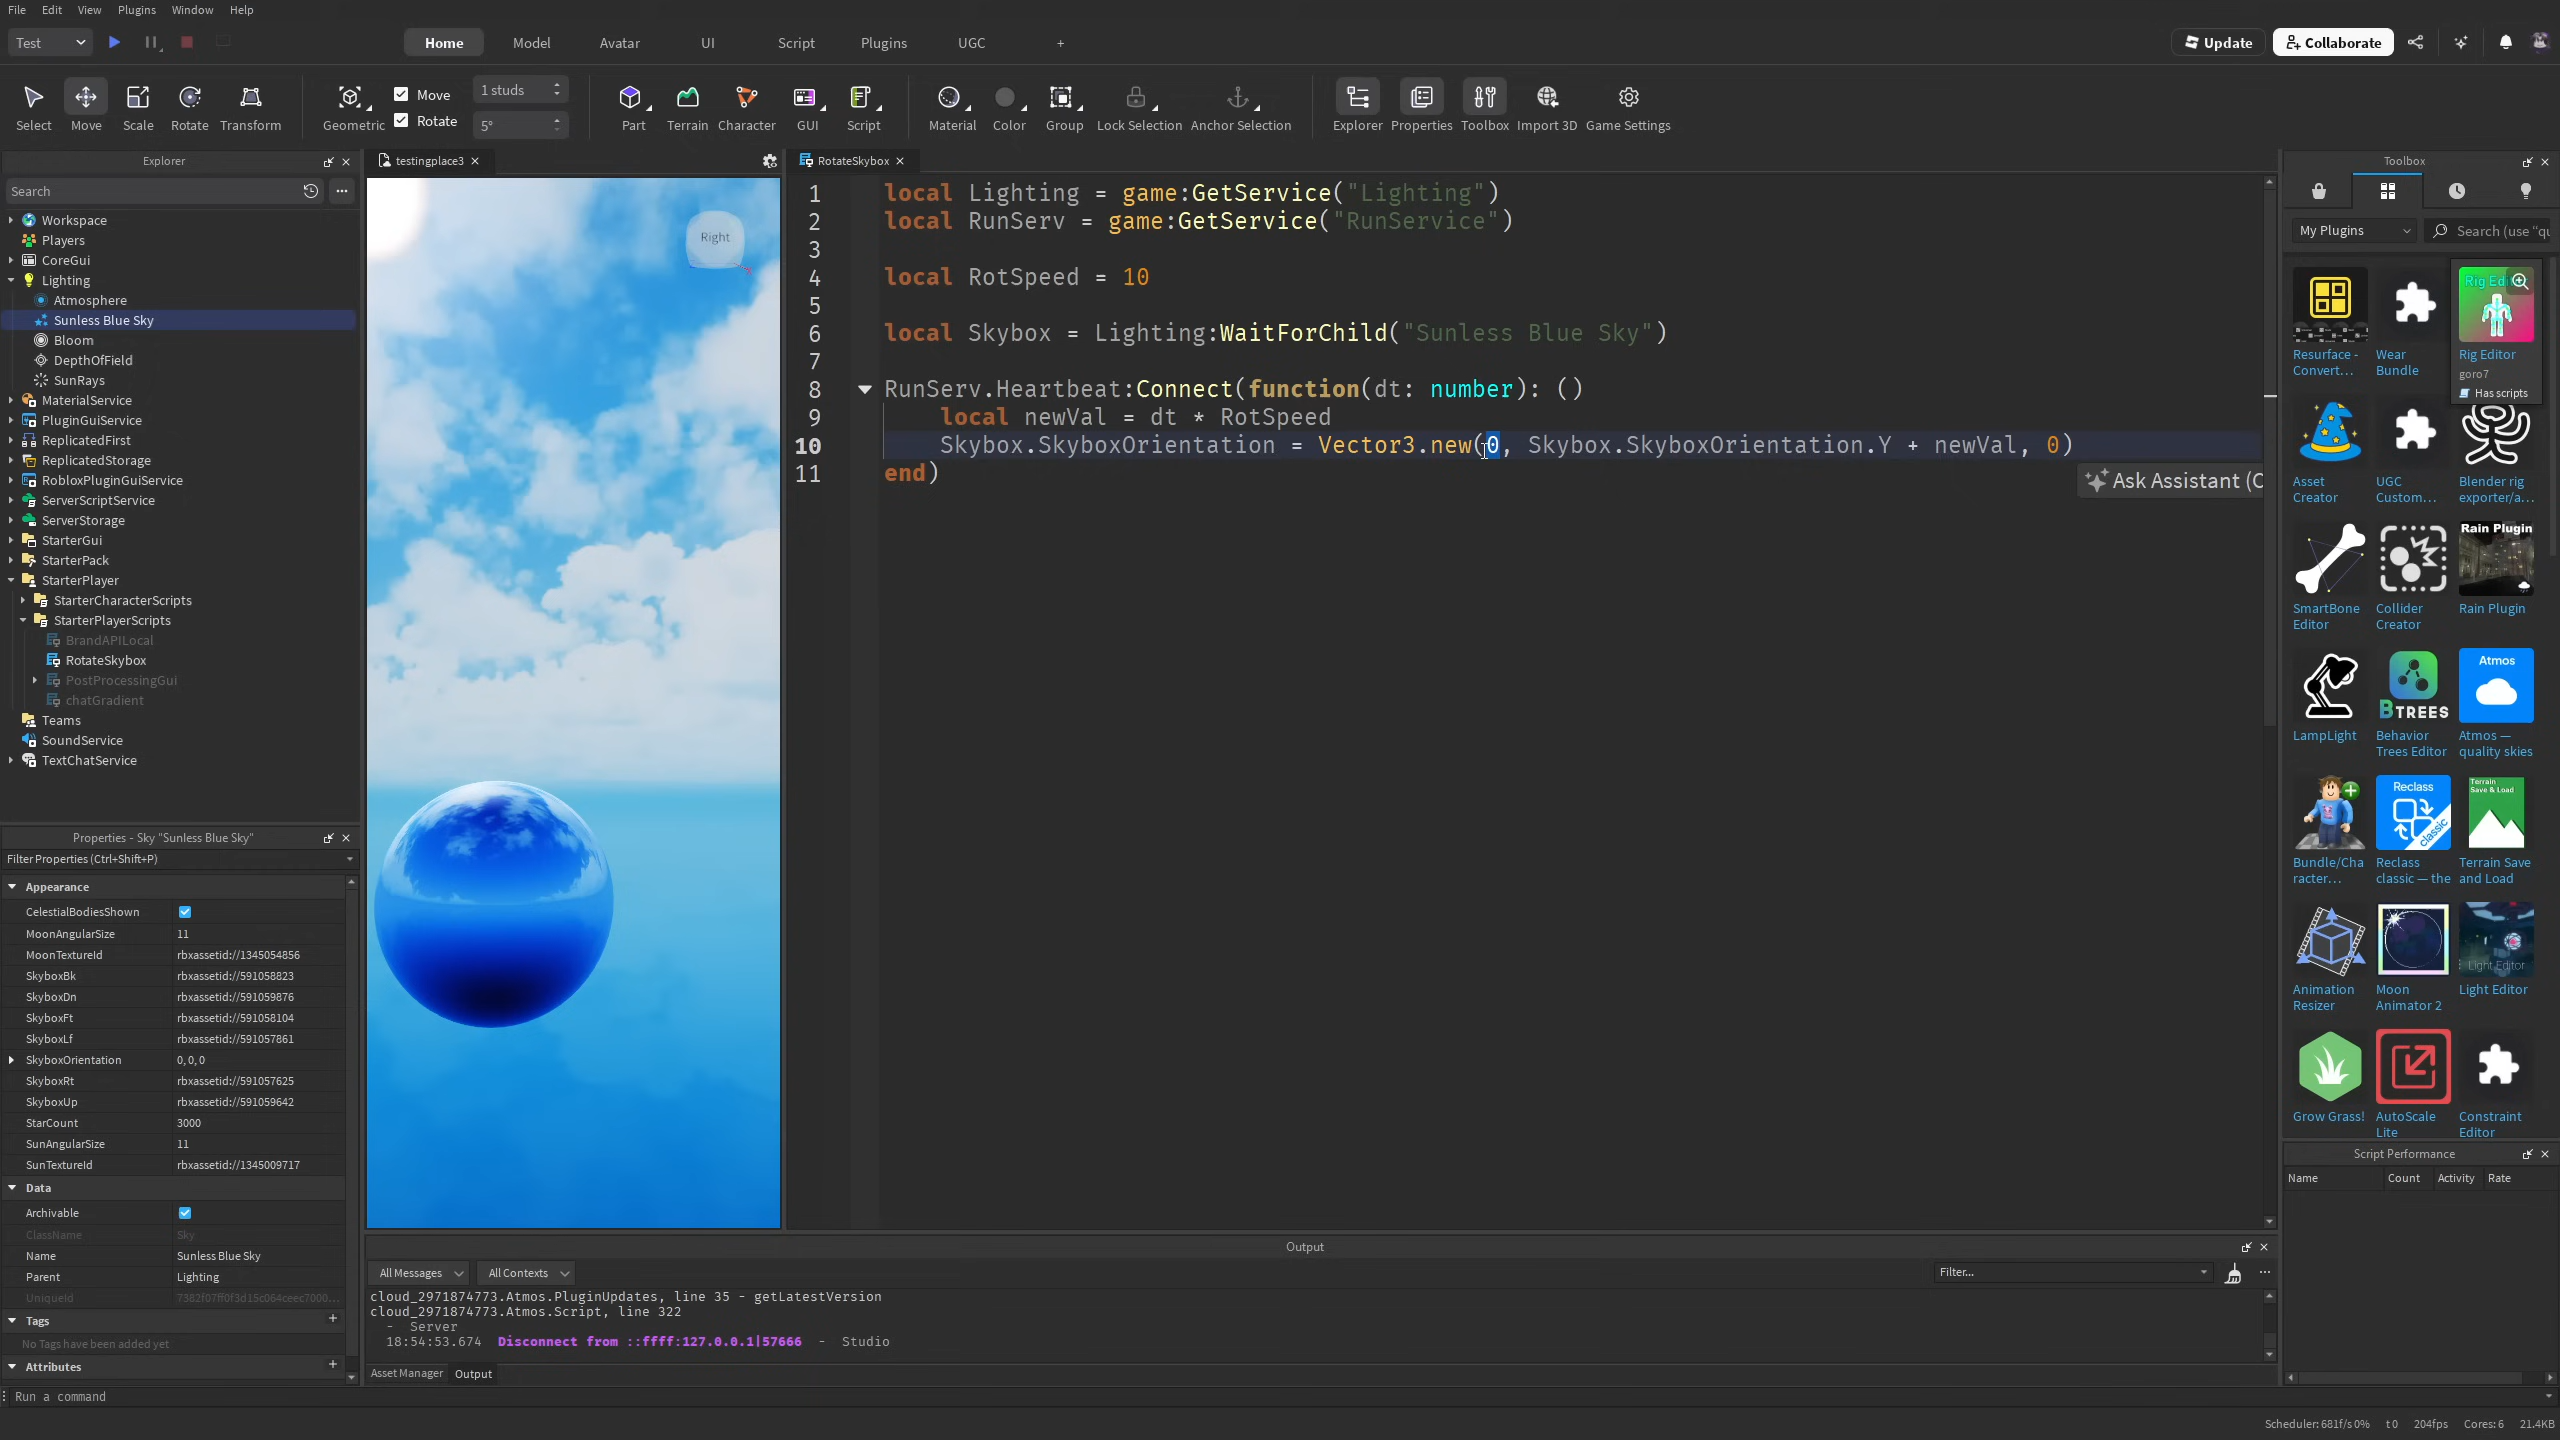 File Edit View Plugins Window Help
Test
Home Model Avatar UI Script Plugins UGC +
Update Collaborate
Select Move Scale Rotate Transform
Geometric Move Rotate
1 studs
5°
Part Terrain Character GUI Script
Material Color Group Lock Selection Anchor Selection
Explorer Properties Toolbox Import 3D Game Settings
Explorer
Search
Workspace
Players
CoreGui
Lighting
Atmosphere
Sunless Blue Sky
Bloom
DepthOfField
SunRays
MaterialService
PluginGuiService
ReplicatedFirst
ReplicatedStorage
RobloxPluginGuiService
ServerScriptService
ServerStorage
StarterGui
StarterPack
StarterPlayer
StarterCharacterScripts
StarterPlayerScripts
BrandAPILocal
RotateSkybox
PostProcessingGui
chatGradient
Teams
SoundService
TextChatService
Properties - Sky "Sunless Blue Sky"
Filter Properties (Ctrl+Shift+P)
Appearance
CelestialBodiesShown
MoonAngularSize 11
MoonTextureId rbxassetid://1345054856
SkyboxBk rbxassetid://591058823
SkyboxDn rbxassetid://591059876
SkyboxFt rbxassetid://591058104
SkyboxLf rbxassetid://591057861
SkyboxOrientation 0, 0, 0
SkyboxRt rbxassetid://591057625
SkyboxUp rbxassetid://591059642
StarCount 3000
SunAngularSize 11
SunTextureId rbxassetid://1345009717
Data
Archivable
ClassName Sky
Name Sunless Blue Sky
Parent Lighting
UniqueId
Tags +
No Tags have been added yet
Attributes +
testingplace3
Right
RotateSkybox
1 local Lighting = game:GetService("Lighting")
2 local RunServ = game:GetService("RunService")
3
4 local RotSpeed = 10
5
6 local Skybox = Lighting:WaitForChild("Sunless Blue Sky")
7
8 RunServ.Heartbeat:Connect(function(dt: number): ()
9 local newVal = dt * RotSpeed
10 Skybox.SkyboxOrientation = Vector3.new(0, Skybox.SkyboxOrientation.Y + newVal, 0)
11 end)
Ask Assistant (C
Output
All Messages All Contexts Filter...
cloud_2971874773.Atmos.PluginUpdates, line 35 - getLatestVersion
cloud_2971874773.Atmos.Script, line 322
- Server
18:54:53.674 Disconnect from ::ffff:127.0.0.1|57666 - Studio
Asset Manager Output
Run a command
Toolbox
My Plugins Search (use "qu
Resurface - Convert...
Wear Bundle
Rig Editor
goro7
Has scripts
Asset Creator
UGC Custom...
Blender rig exporter/a...
SmartBone Editor
Collider Creator
Rain Plugin
Rain Plugin
LampLight
BTREES
Behavior Trees Editor
Atmos
Atmos — quality skies
Bundle/Cha racter...
Reclass
classic
Reclass classic — the
Terrain Save & Load
Terrain Save and Load
Animation Resizer
Moon Animator 2
Light Editor
Light Editor
Grow Grass!
AutoScale Lite
Constraint Editor
Script Performance
Name Count Activity Rate
Scheduler: 681f/s 0% t 0 204fps Cores: 6 21.4KB